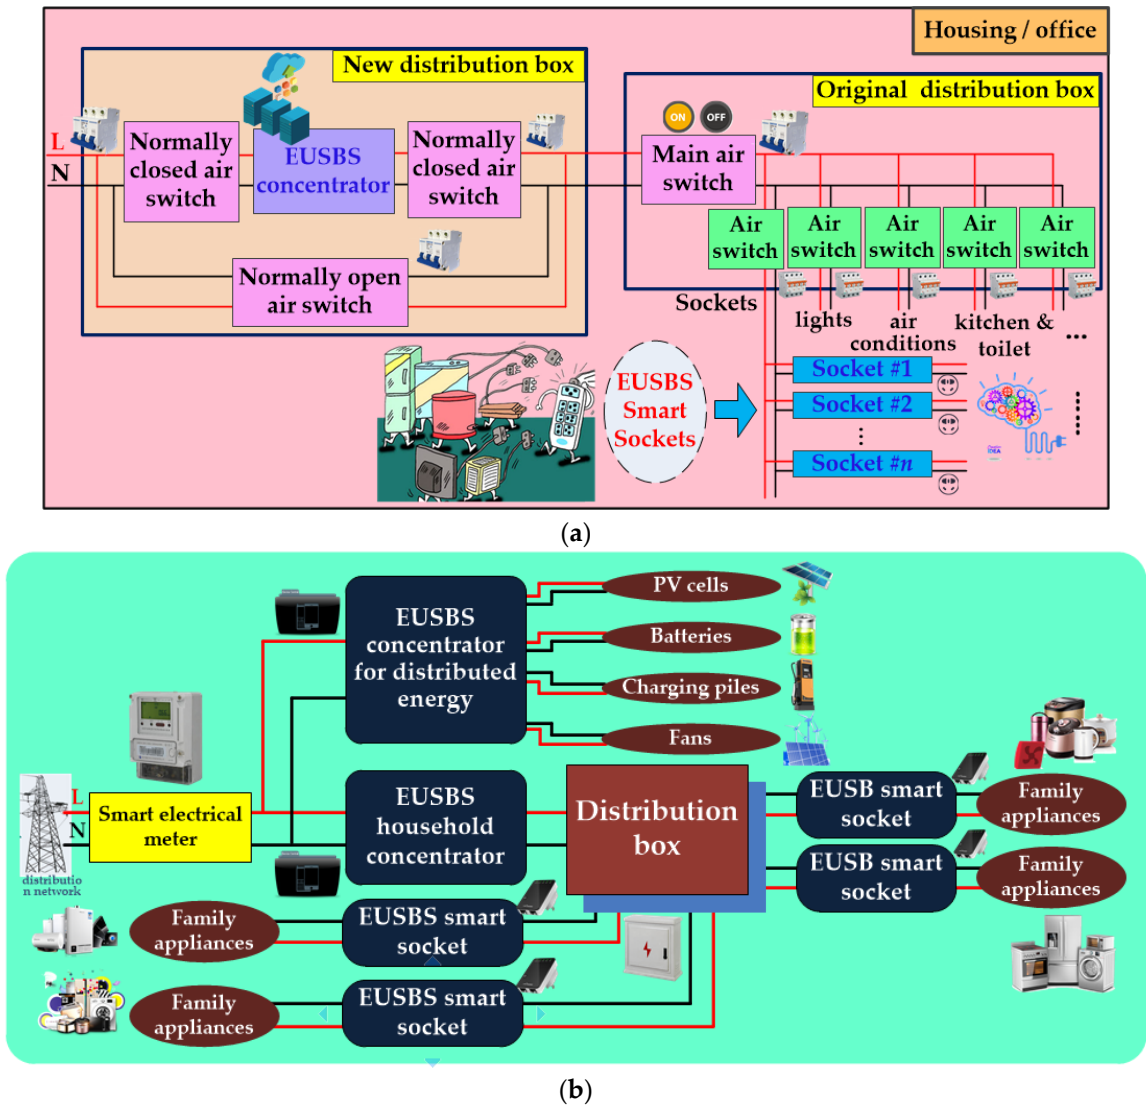 Housing / office
New distribution box
Original distribution box
ON
OFF
L
N
Normally
closed air
switch
EUSBS
concentrator
Normally
closed air
switch
Main air
switch
Normally open
air switch
Air
switch
Air
switch
Air
switch
Air
switch
Air
switch
Sockets
lights
air
conditions
kitchen &
toilet
...
EUSBS
Smart
Sockets
Socket #1
Socket #2
Socket #n
IDEA
(a)
EUSBS
concentrator
for distributed
energy
PV cells
Batteries
Charging piles
Fans
L
N
Smart electrical
meter
distributio
n network
EUSBS
household
concentrator
Distribution
box
EUSB smart
socket
Family
appliances
EUSB smart
socket
Family
appliances
Family
appliances
EUSBS smart
socket
Family
appliances
EUSBS smart
socket
(b)